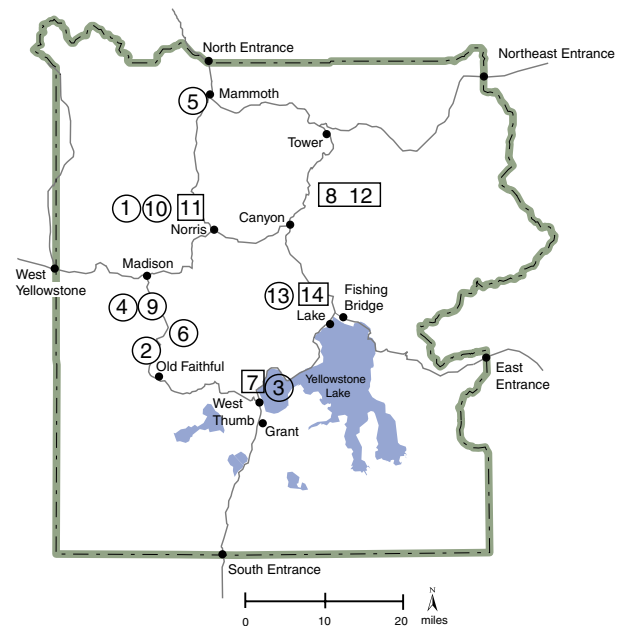 North Entrance
Northeast Entrance
5
Mammoth
Tower
8 12
1 10 11
Norris
Canyon
Madison
West
Yellowstone
4 9
13 14
Fishing
Bridge
Lake
6
2
Old Faithful
7 3
Yellowstone
Lake
East
Entrance
West
Thumb
Grant
South Entrance
N
0 10 20
miles